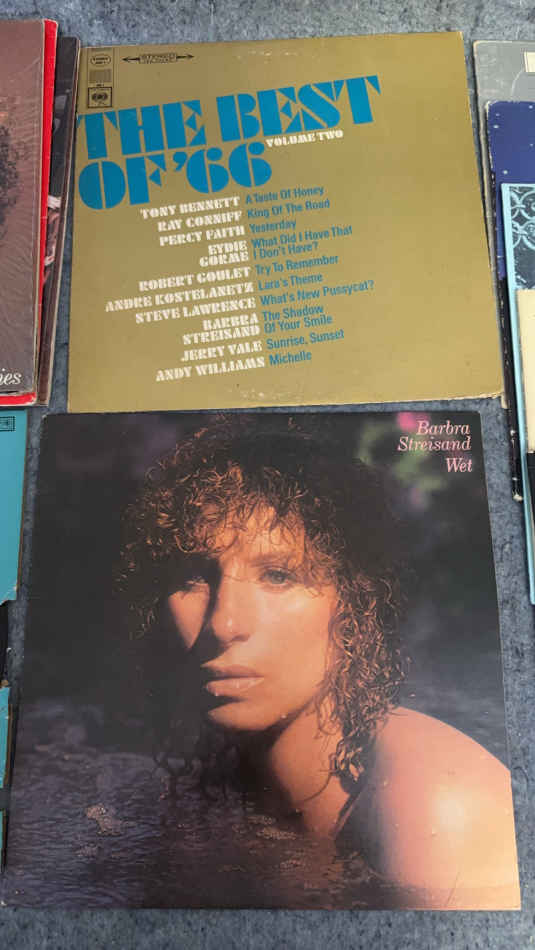 STEREO
THE BEST
OF '66
VOLUME TWO
TONY BENNETT A Taste Of Honey
RAY CONNIFF King Of The Road
PERCY FAITH Yesterday
EYDIE What Did I Have That
GORME I Don't Have?
ROBERT GOULET Try To Remember
ANDRE KOSTELANETZ Lara's Theme
STEVE LAWRENCE What's New Pussycat?
BARBRA The Shadow
STREISAND Of Your Smile
JERRY VALE Sunrise, Sunset
ANDY WILLIAMS Michelle
ies
Barbra
Streisand
Wet